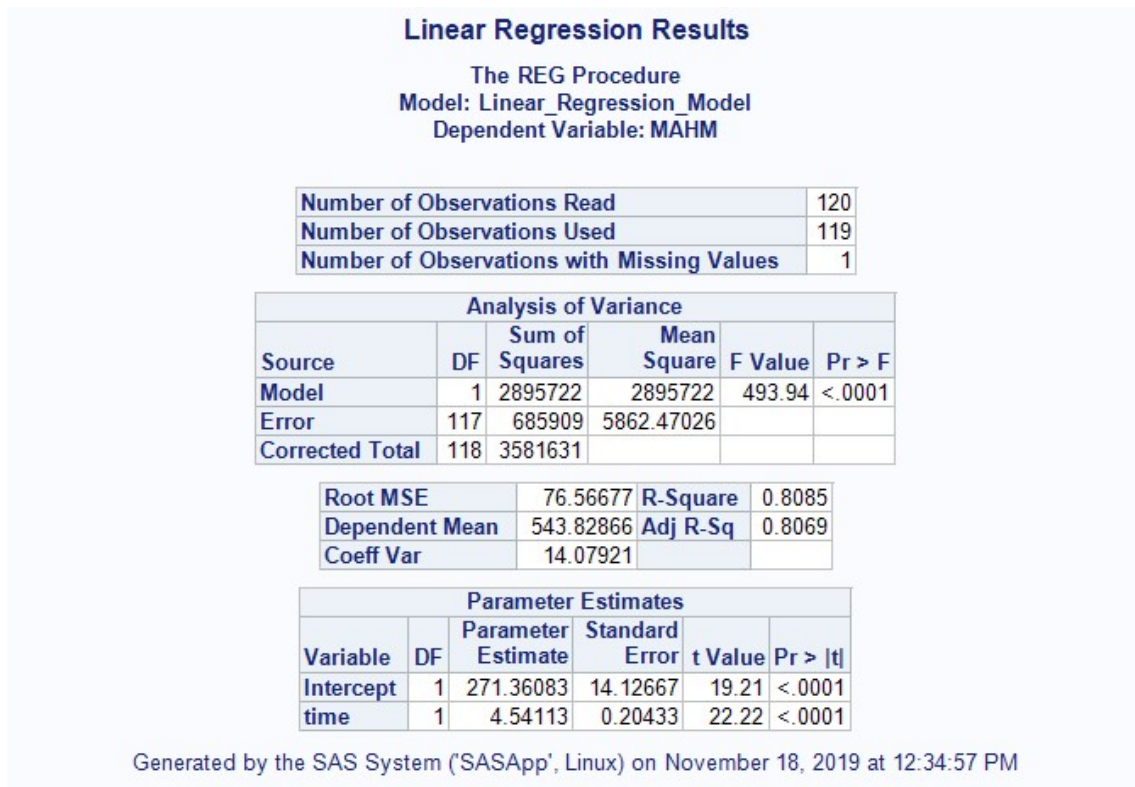 Linear Regression Results
The REG Procedure
Model: Linear_Regression_Model
Dependent Variable: MAHM
Number of Observations Read 120
Number of Observations Used 119
Number of Observations with Missing Values 1
Analysis of Variance
Source DF Sum of Squares Mean Square F Value Pr > F
Model 1 2895722 2895722 493.94 <.0001
Error 117 685909 5862.47026
Corrected Total 118 3581631
Root MSE 76.56677 R-Square 0.8085
Dependent Mean 543.82866 Adj R-Sq 0.8069
Coeff Var 14.07921
Parameter Estimates
Variable DF Parameter Estimate Standard Error t Value Pr > |t|
Intercept 1 271.36083 14.12667 19.21 <.0001
time 1 4.54113 0.20433 22.22 <.0001
Generated by the SAS System ('SASApp', Linux) on November 18, 2019 at 12:34:57 PM